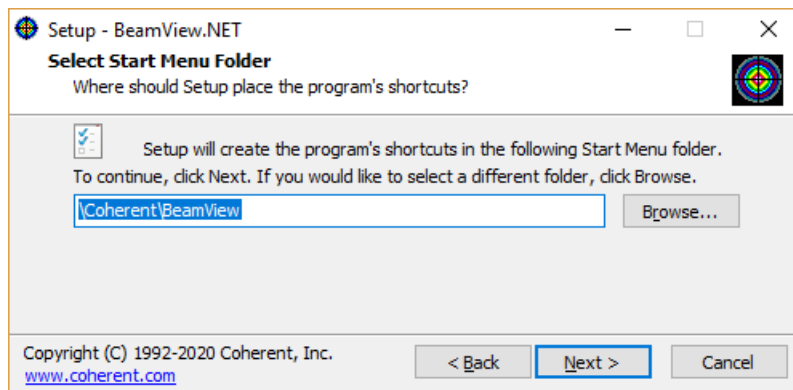 Setup - BeamView.NET
Select Start Menu Folder
Where should Setup place the program's shortcuts?
Setup will create the program's shortcuts in the following Start Menu folder.
To continue, click Next. If you would like to select a different folder, click Browse.
\Coherent\BeamView
Browse...
Copyright (C) 1992-2020 Coherent, Inc.
www.coherent.com
< Back
Next >
Cancel